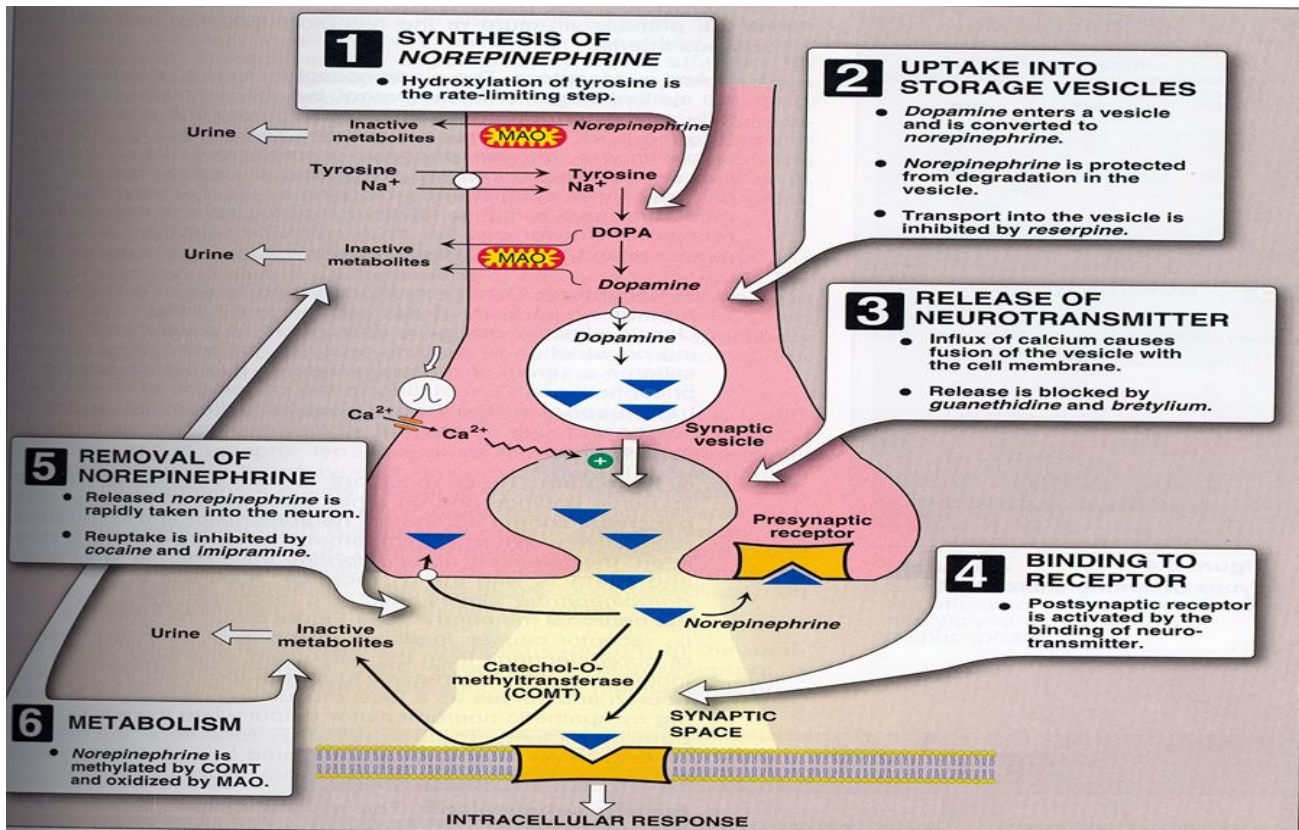 1 SYNTHESIS OF
NOREPINEPHRINE
• Hydroxylation of tyrosine is
the rate-limiting step.
2 UPTAKE INTO
STORAGE VESICLES
• Dopamine enters a vesicle
and is converted to
norepinephrine.
• Norepinephrine is protected
from degradation in the
vesicle.
• Transport into the vesicle is
inhibited by reserpine.
Urine
Inactive
metabolites
MAO
Norepinephrine
Tyrosine
Na+
Tyrosine
Na+
DOPA
Urine
Inactive
metabolites
MAO
Dopamine
Dopamine
Synaptic
vesicle
3 RELEASE OF
NEUROTRANSMITTER
• Influx of calcium causes
fusion of the vesicle with
the cell membrane.
• Release is blocked by
guanethidine and bretylium.
Ca2+
Ca2+
+
5 REMOVAL OF
NOREPINEPHRINE
• Released norepinephrine is
rapidly taken into the neuron.
• Reuptake is inhibited by
cocaine and imipramine.
Presynaptic
receptor
4 BINDING TO
RECEPTOR
• Postsynaptic receptor
is activated by the
binding of neuro-
transmitter.
Norepinephrine
Urine
Inactive
metabolites
Catechol-O-
methyltransferase
(COMT)
SYNAPTIC
SPACE
6 METABOLISM
• Norepinephrine is
methylated by COMT
and oxidized by MAO.
INTRACELLULAR RESPONSE